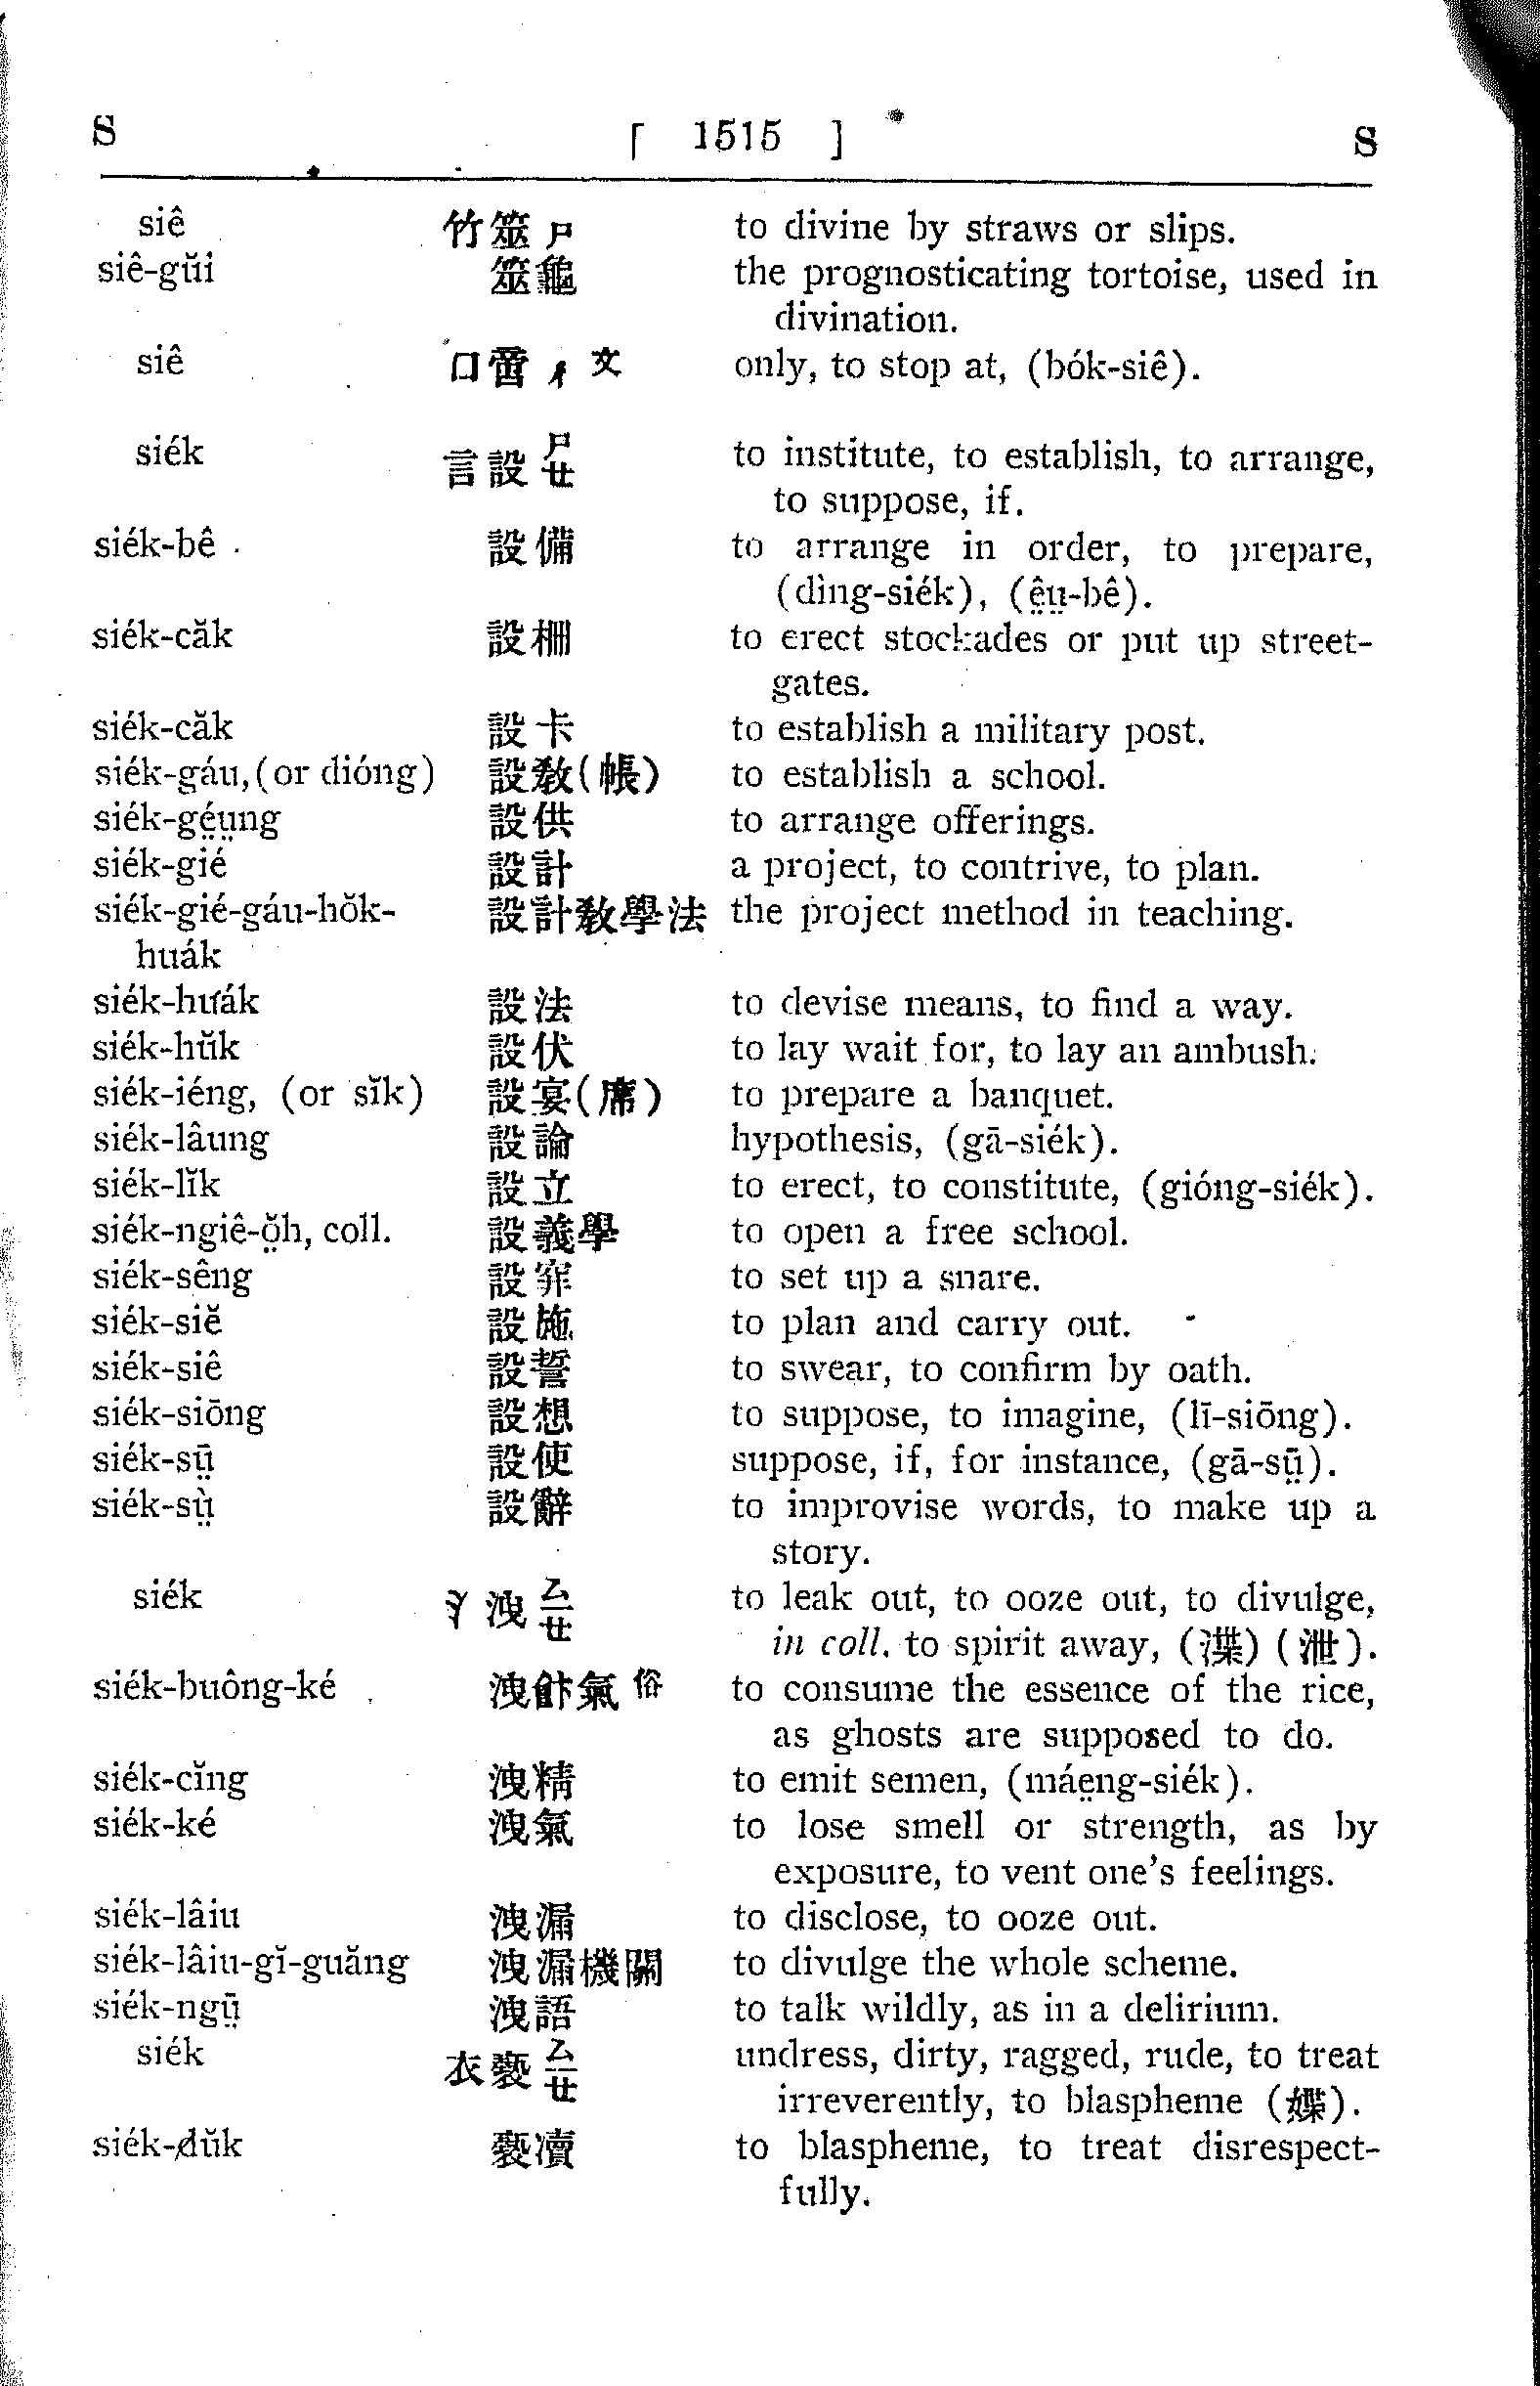 S [ 1515 ] S
siê 竹筮ㄕ to divine by straws or slips.
siê-gŭi 筮龜 the prognosticating tortoise, used in
divination.
siê 口啻ㄔ 文 only, to stop at, (bók-siê).
siék 言設ㄕㄝ to institute, to establish, to arrange,
to suppose, if.
siék-bê 設備 to arrange in order, to prepare,
(dìng-siék), (ê̤ṳ-bê).
siék-căk 設柵 to erect stockades or put up street-
gates.
siék-căk 設卡 to establish a military post.
siék-gáu, (or dióng) 設教(帳) to establish a school.
siék-gé̤ṳng 設供 to arrange offerings.
siék-gié 設計 a project, to contrive, to plan.
siék-gié-gáu-hŏk- 設計教學法 the project method in teaching.
huák
siék-huák 設法 to devise means, to find a way.
siék-hŭk 設伏 to lay wait for, to lay an ambush.
siék-iéng, (or sĭk) 設宴(席) to prepare a banquet.
siék-lâung 設論 hypothesis, (gā-siék).
siék-lĭk 設立 to erect, to constitute, (gióng-siék).
siék-ngiê-ŏ̤h, coll. 設義學 to open a free school.
siék-sêng 設穽 to set up a snare.
siék-siĕ 設施 to plan and carry out.
siék-siê 設誓 to swear, to confirm by oath.
siék-siōng 設想 to suppose, to imagine, (lī-siōng).
siék-sṳ̄ 設使 suppose, if, for instance, (gā-sṳ̄).
siék-sṳ̀ 設辭 to improvise words, to make up a
story.
siék 氵洩ㄙㄝ to leak out, to ooze out, to divulge,
in coll. to spirit away, (渫) (泄).
siék-buông-ké 洩飰氣 俗 to consume the essence of the rice,
as ghosts are supposed to do.
siék-cĭng 洩精 to emit semen, (máe̤ng-siék).
siék-ké 洩氣 to lose smell or strength, as by
exposure, to vent one's feelings.
siék-lâiu 洩漏 to disclose, to ooze out.
siék-lâiu-gĭ-guăng 洩漏機關 to divulge the whole scheme.
siék-ngṳ̄ 洩語 to talk wildly, as in a delirium.
siék 衣褻ㄙㄝ undress, dirty, ragged, rude, to treat
irreverently, to blaspheme (媟).
siék-dŭk 褻瀆 to blaspheme, to treat disrespect-
fully.